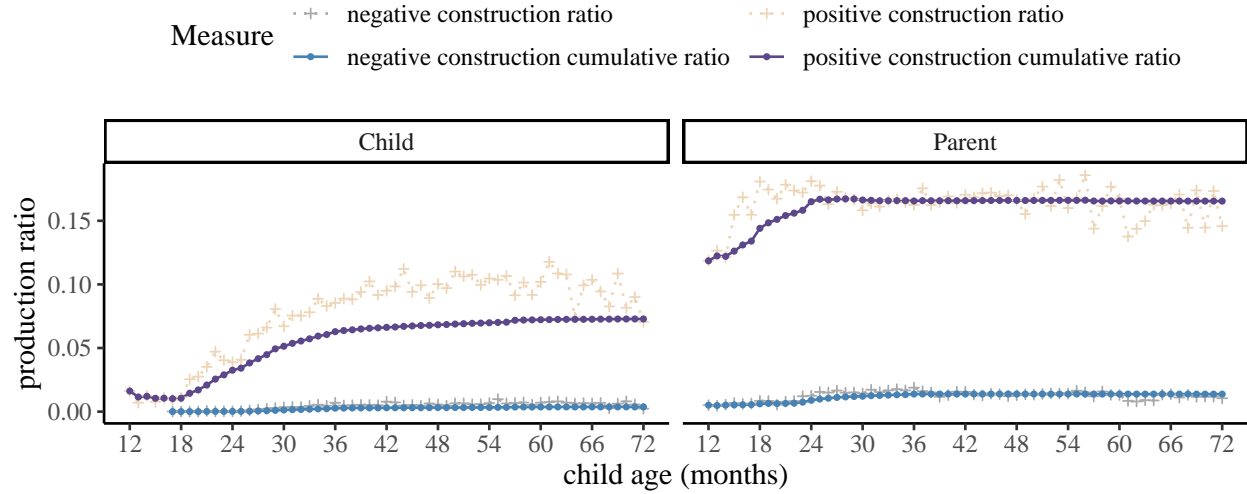 Measure
negative construction ratio
positive construction ratio
negative construction cumulative ratio
positive construction cumulative ratio
Child
Parent
production ratio
0.15
0.10
0.05
0.00
12 18 24 30 36 42 48 54 60 66 72
12 18 24 30 36 42 48 54 60 66 72
child age (months)